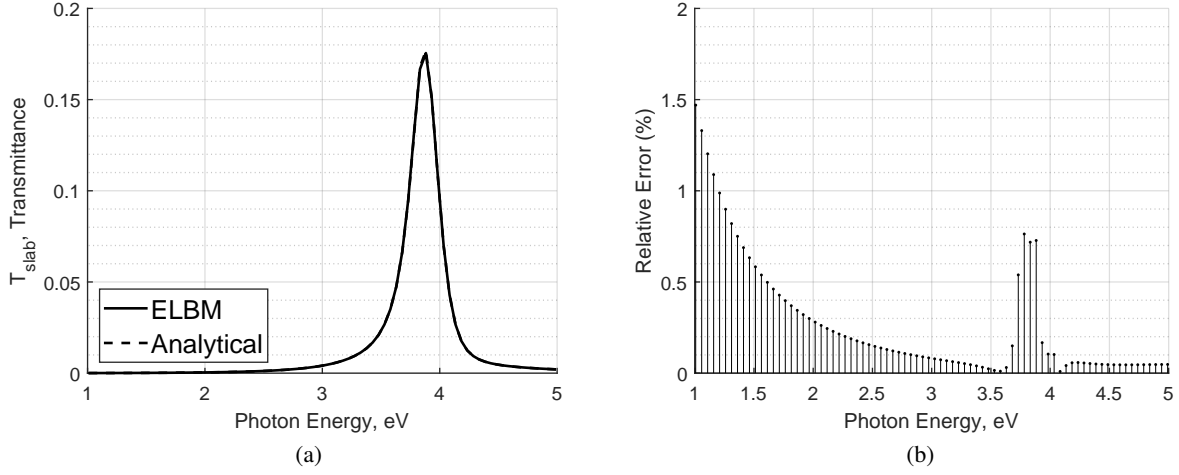 0.2
0.15
0.1
0.05
0
T_slab, Transmittance
ELBM
Analytical
1 2 3 4 5
Photon Energy, eV
(a)
2
1.5
1
0.5
0
Relative Error (%)
1 1.5 2 2.5 3 3.5 4 4.5 5
Photon Energy, eV
(b)